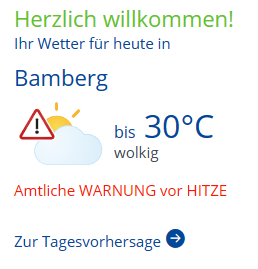 Herzlich willkommen!
Ihr Wetter für heute in
Bamberg
bis 30°C
wolkig
Amtliche WARNUNG vor HITZE
Zur Tagesvorhersage